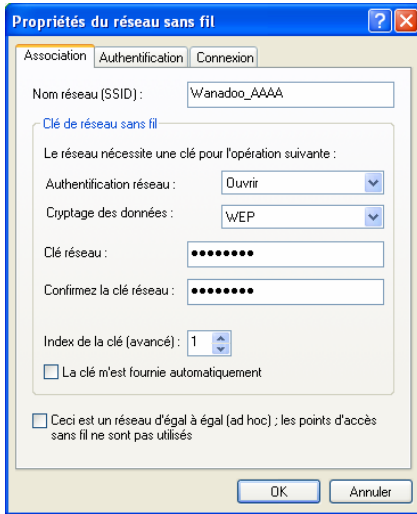 Propriétés du réseau sans fil
Association Authentification Connexion
Nom réseau (SSID) : Wanadoo_AAAA
Clé de réseau sans fil
Le réseau nécessite une clé pour l'opération suivante :
Authentification réseau : Ouvrir
Cryptage des données : WEP
Clé réseau : ••••••••
Confirmez la clé réseau : ••••••••
Index de la clé (avancé) : 1
La clé m'est fournie automatiquement
Ceci est un réseau d'égal à égal (ad hoc) ; les points d'accès
sans fil ne sont pas utilisés
OK Annuler